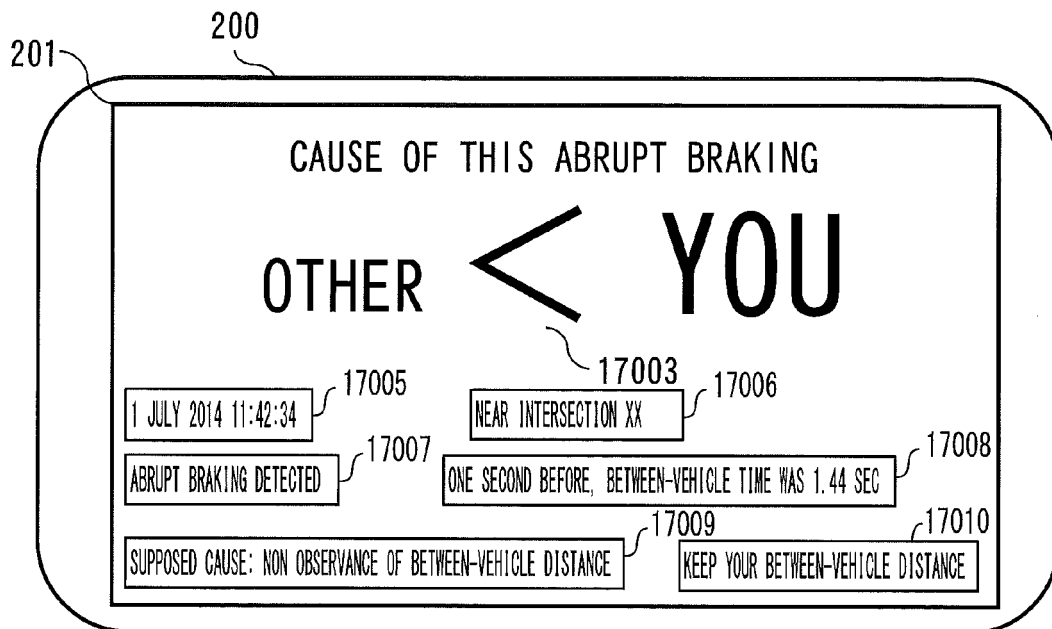 200
201
CAUSE OF THIS ABRUPT BRAKING
OTHER < YOU
17003
1 JULY 2014 11:42:34 17005
NEAR INTERSECTION XX 17006
ABRUPT BRAKING DETECTED 17007
ONE SECOND BEFORE, BETWEEN-VEHICLE TIME WAS 1.44 SEC 17008
SUPPOSED CAUSE: NON OBSERVANCE OF BETWEEN-VEHICLE DISTANCE 17009
KEEP YOUR BETWEEN-VEHICLE DISTANCE 17010